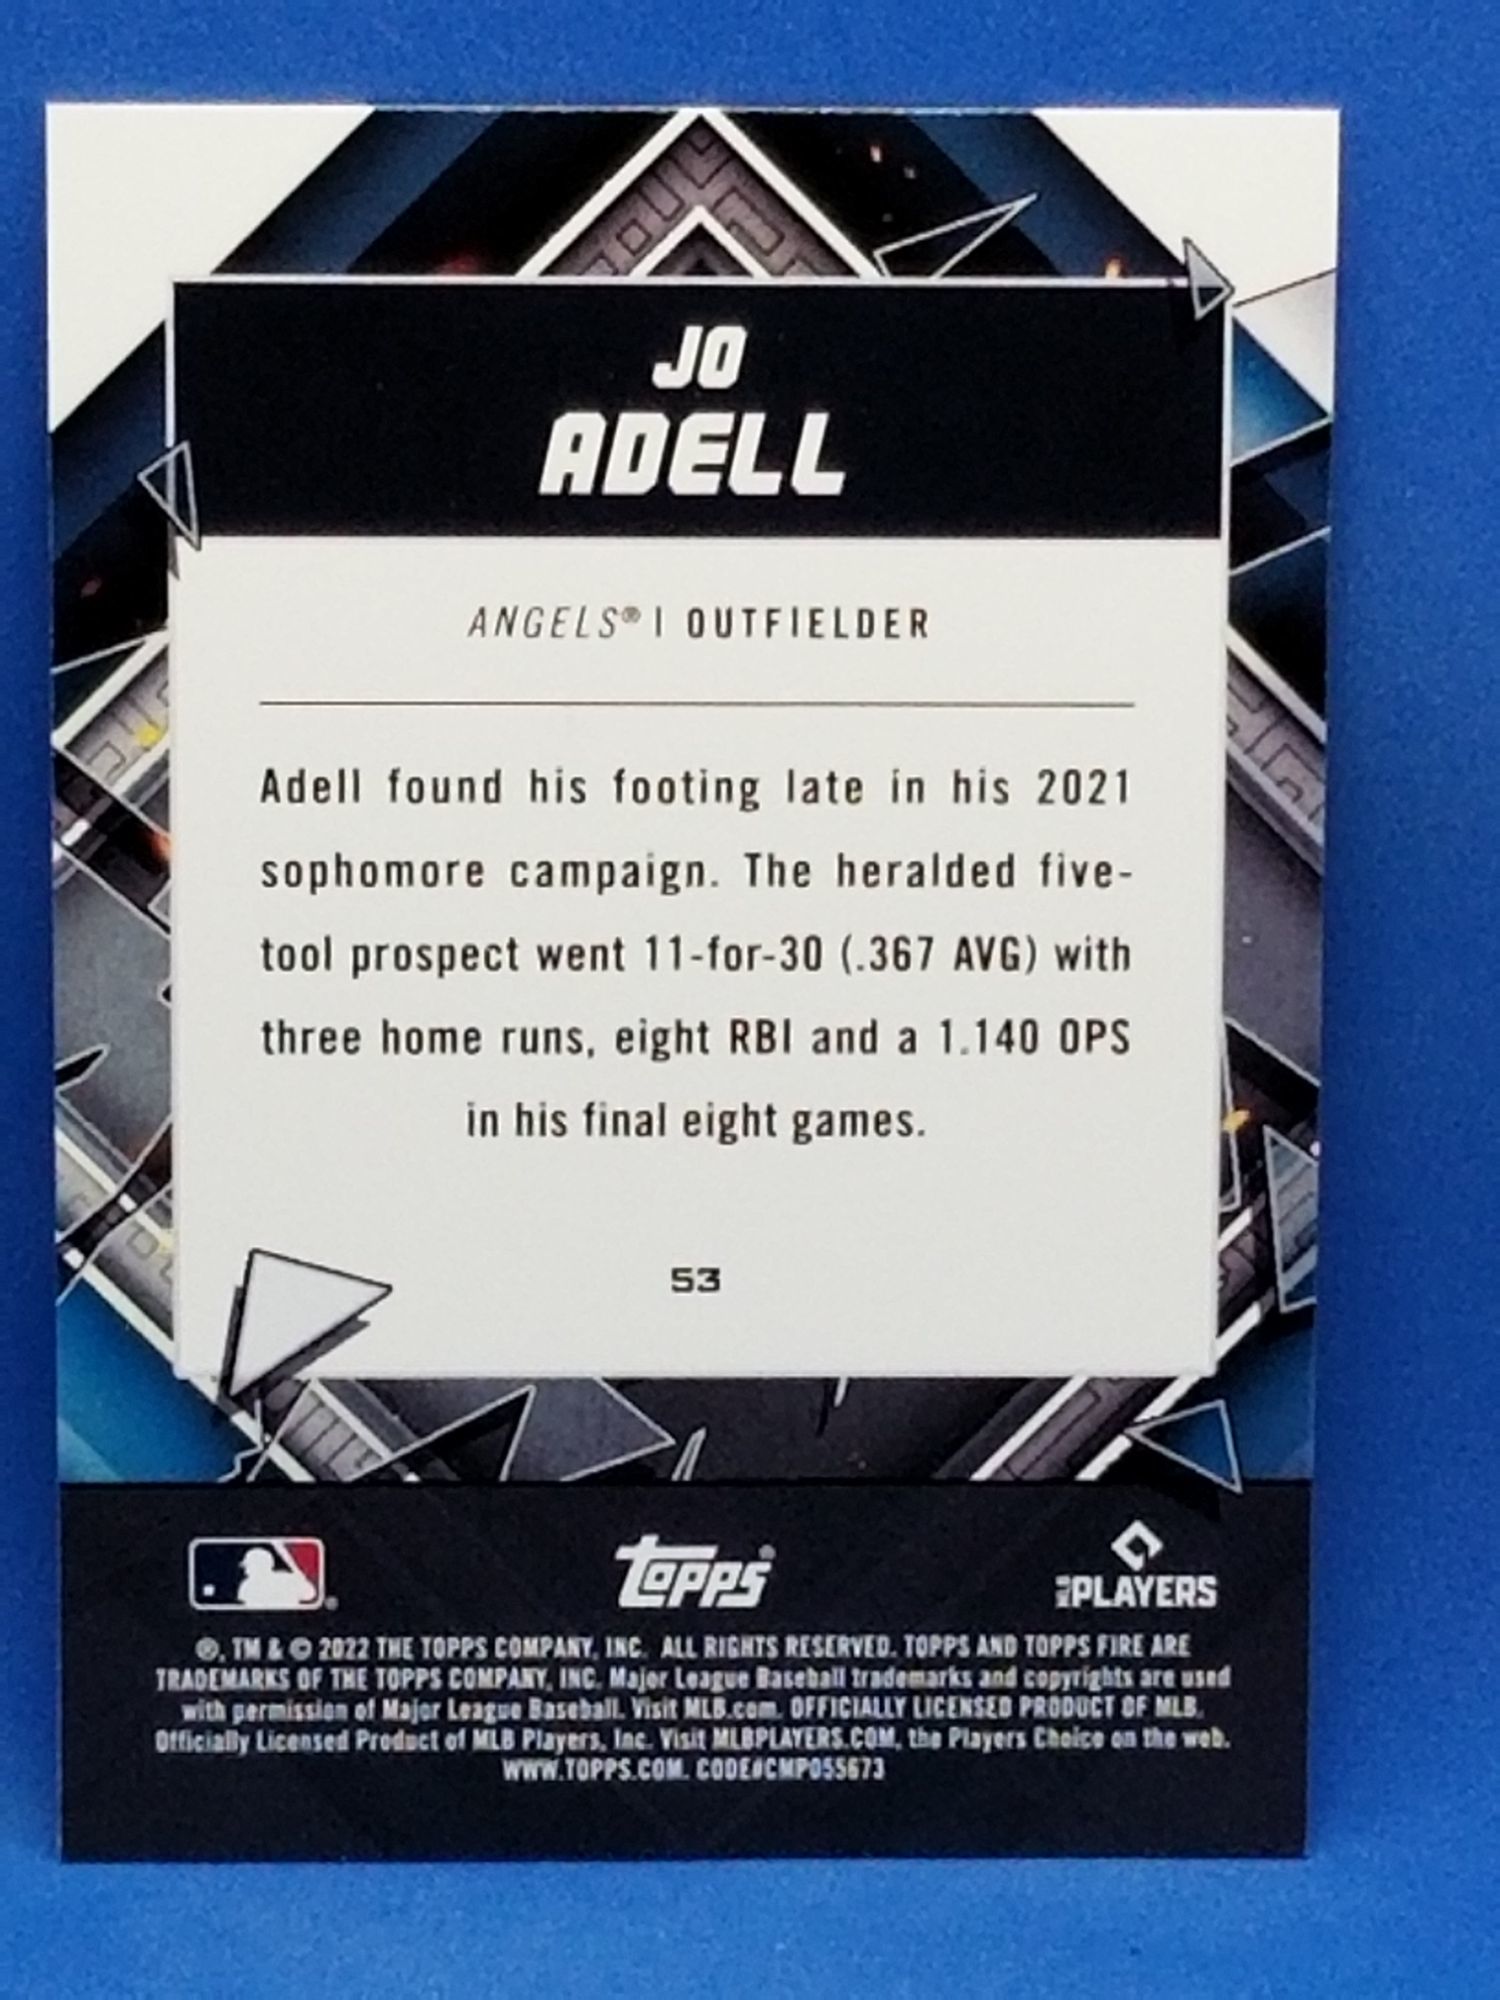 JO
ADELL
ANGELS® | OUTFIELDER
Adell found his footing late in his 2021
sophomore campaign. The heralded five-
tool prospect went 11-for-30 (.367 AVG) with
three home runs, eight RBI and a 1.140 OPS
in his final eight games.
53
topps®
MLB PLAYERS
®, TM & © 2022 THE TOPPS COMPANY, INC. ALL RIGHTS RESERVED. TOPPS AND TOPPS FIRE ARE
TRADEMARKS OF THE TOPPS COMPANY, INC. Major League Baseball trademarks and copyrights are used
with permission of Major League Baseball. Visit MLB.com. OFFICIALLY LICENSED PRODUCT OF MLB.
Officially Licensed Product of MLB Players, Inc. Visit MLBPLAYERS.COM, the Players Choice on the web.
WWW.TOPPS.COM. CODE#CMP055673